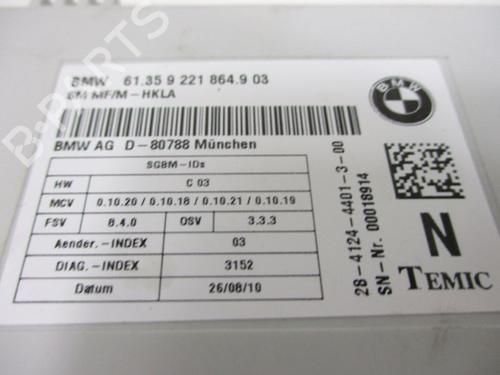 BMW 61.35 9 221 864.9 03
SM MF/M-HKLA
BMW AG D-80788 München
SGBM-IDs
HW C 03
MCV 0.10.20 / 0.10.18 / 0.10.21 / 0.10.19
FSV 8.4.0 OSV 3.3.3
Aender.-INDEX 03
DIAG.-INDEX 3152
Datum 26/08/10
BMW
28-4124-4401-3-00
SN-Nr. 00018914
N
TEMIC
B-PARTS